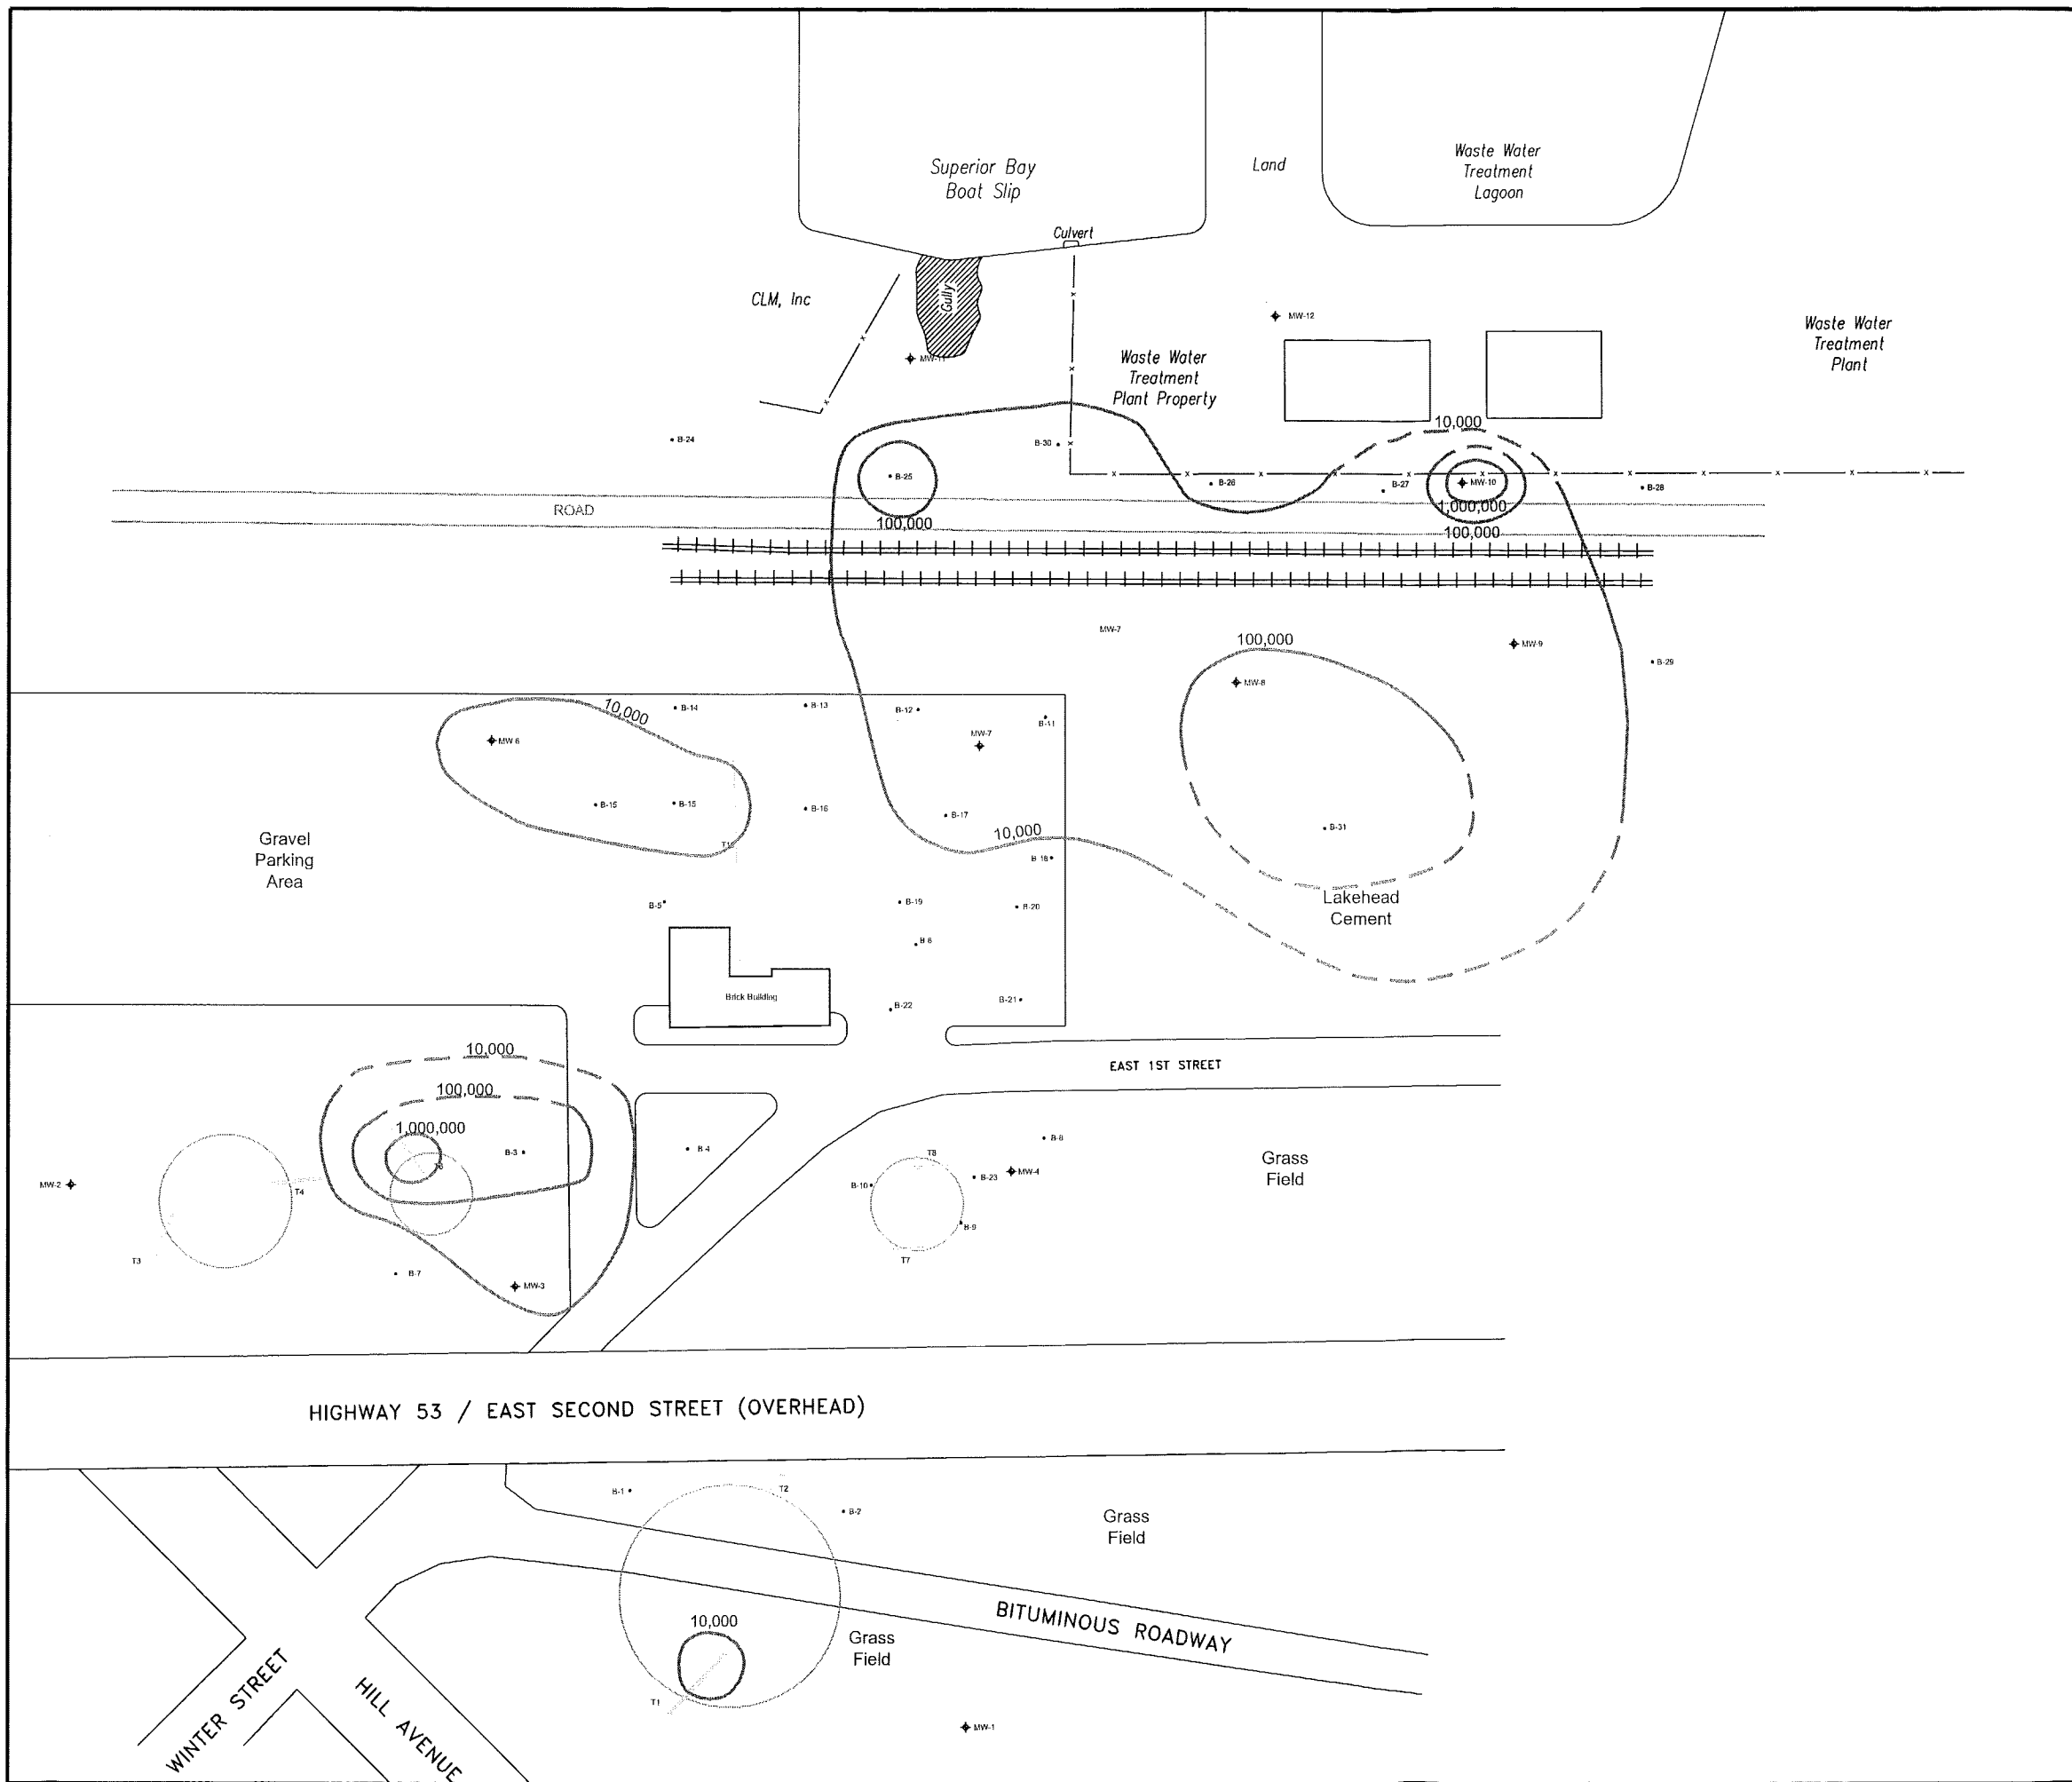 Superior Bay
Boat Slip
Land
Waste Water
Treatment
Lagoon
Culvert
Gully
CLM, Inc
MW-11
MW-12
Waste Water
Treatment
Plant Property
Waste Water
Treatment
Plant
10,000
B-24
B-30
B-25
B-26
B-27
MW-10
B-28
1,000,000
ROAD
100,000
100,000
MW-7
100,000
MW-9
B-29
MW-8
10,000
B-14
B-13
B-12
B-11
MW 6
MW-7
B-15
B-15
B-16
B-17
10,000
B-31
T1
Gravel
Parking
Area
B 18
B-5
B-19
B-20
Lakehead
Cement
B 8
Brick Building
B-22
B-21
10,000
EAST 1ST STREET
100,000
1,000,000
B-3
B 4
B-8
T8
MW-4
Grass
Field
MW-2
T4
B-10
B-23
B-9
T3
T7
B-7
MW-3
HIGHWAY 53 / EAST SECOND STREET (OVERHEAD)
B-1
T2
B-2
Grass
Field
10,000
BITUMINOUS ROADWAY
Grass
Field
T1
WINTER STREET
HILL AVENUE
MW-1